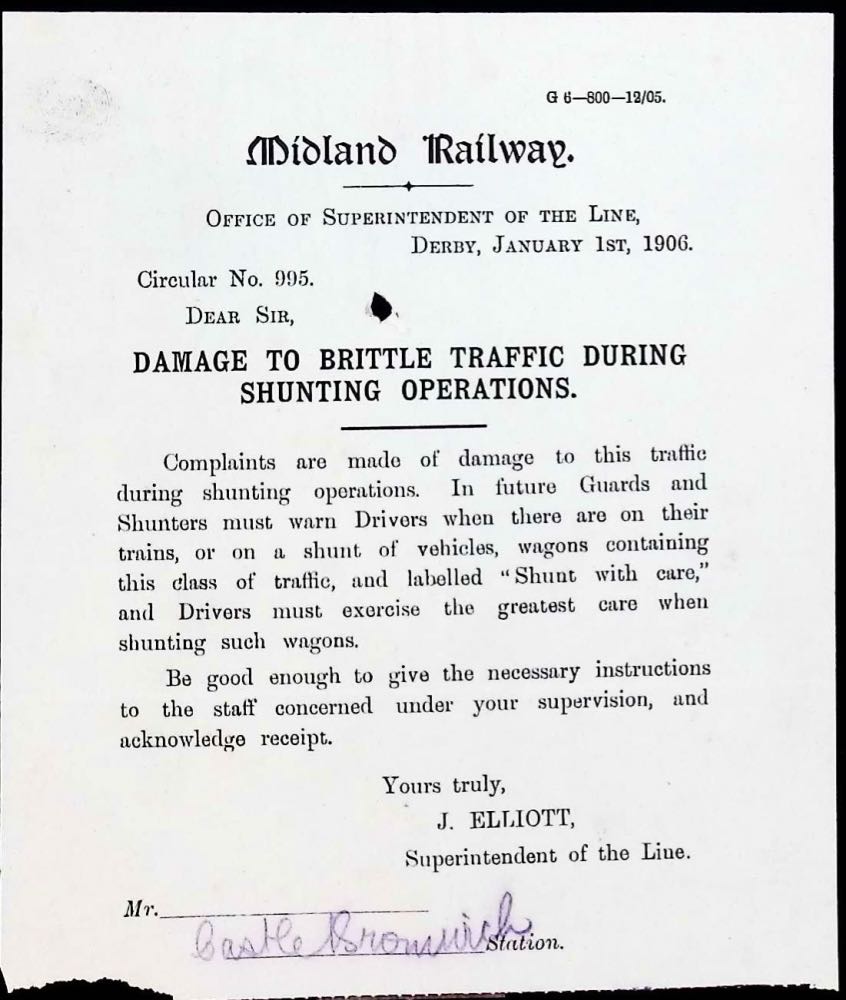 G 6—800—12/05.
Midland Railway.
OFFICE OF SUPERINTENDENT OF THE LINE,
DERBY, JANUARY 1ST, 1906.
Circular No. 995.
DEAR SIR,
DAMAGE TO BRITTLE TRAFFIC DURING
SHUNTING OPERATIONS.
Complaints are made of damage to this traffic
during shunting operations. In future Guards and
Shunters must warn Drivers when there are on their
trains, or on a shunt of vehicles, wagons containing
this class of traffic, and labelled "Shunt with care,"
and Drivers must exercise the greatest care when
shunting such wagons.
Be good enough to give the necessary instructions
to the staff concerned under your supervision, and
acknowledge receipt.
Yours truly,
J. ELLIOTT,
Superintendent of the Line.
Mr.
Castle Bromwich Station.